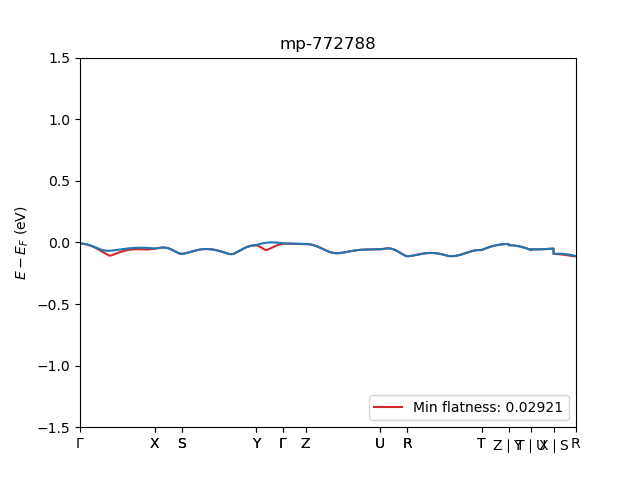 mp-772788
1.5
1.0
0.5
0.0
−0.5
−1.0
−1.5
E − E_F (eV)
Min flatness: 0.02921
Γ X S Y Γ Z U R T Z|Y T|U X|S R